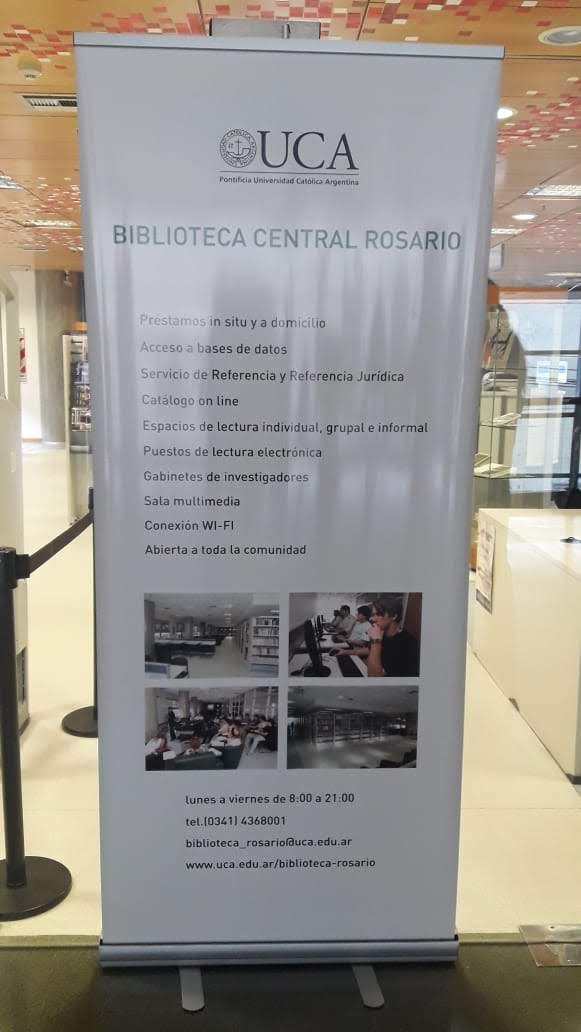 UCA
Pontificia Universidad Católica Argentina
BIBLIOTECA CENTRAL ROSARIO
Préstamos in situ y a domicilio
Acceso a bases de datos
Servicio de Referencia y Referencia Jurídica
Catálogo on line
Espacios de lectura individual, grupal e informal
Puestos de lectura electrónica
Gabinetes de investigadores
Sala multimedia
Conexión WI-FI
Abierta a toda la comunidad
lunes a viernes de 8:00 a 21:00
tel.(0341) 4368001
biblioteca_rosario@uca.edu.ar
www.uca.edu.ar/biblioteca-rosario